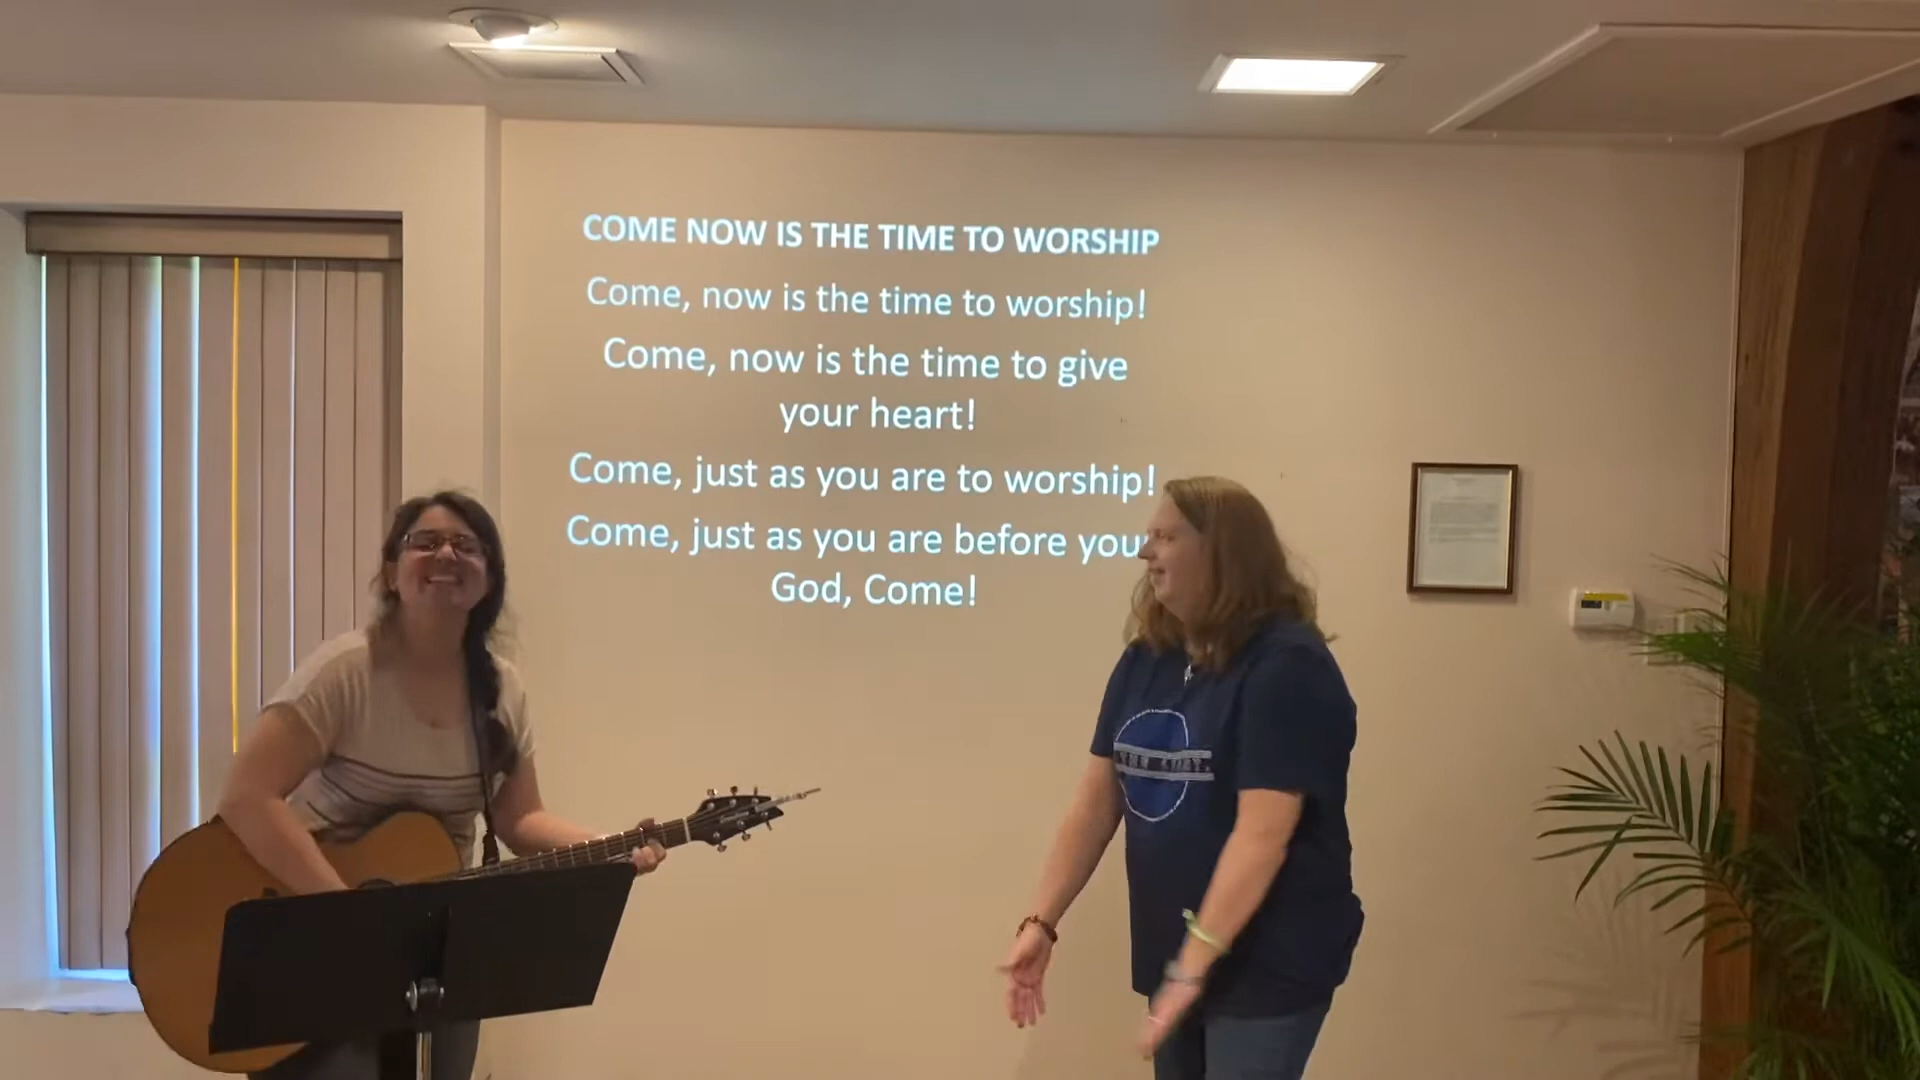 COME NOW IS THE TIME TO WORSHIP
Come, now is the time to worship!
Come, now is the time to give
your heart!
Come, just as you are to worship!
Come, just as you are before you
God, Come!